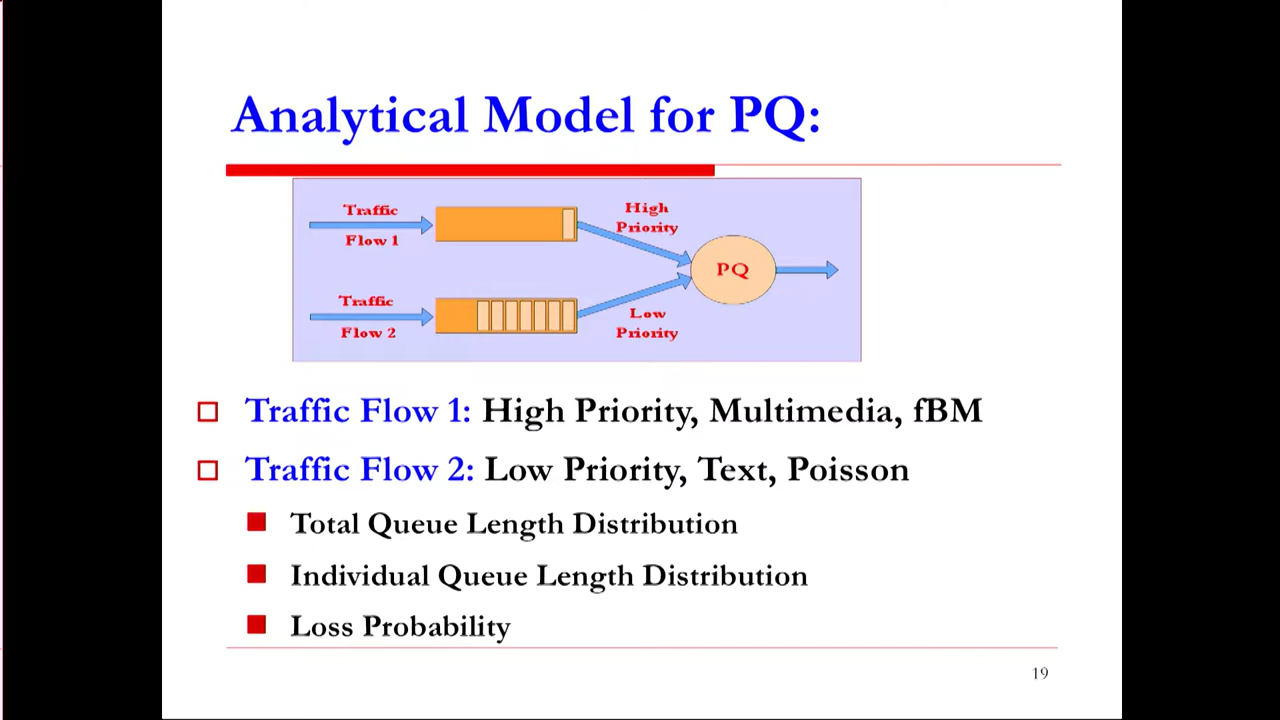 Analytical Model for PQ:
Traffic
Flow 1
High
Priority
PQ
Traffic
Flow 2
Low
Priority
Traffic Flow 1: High Priority, Multimedia, fBM
Traffic Flow 2: Low Priority, Text, Poisson
Total Queue Length Distribution
Individual Queue Length Distribution
Loss Probability
19